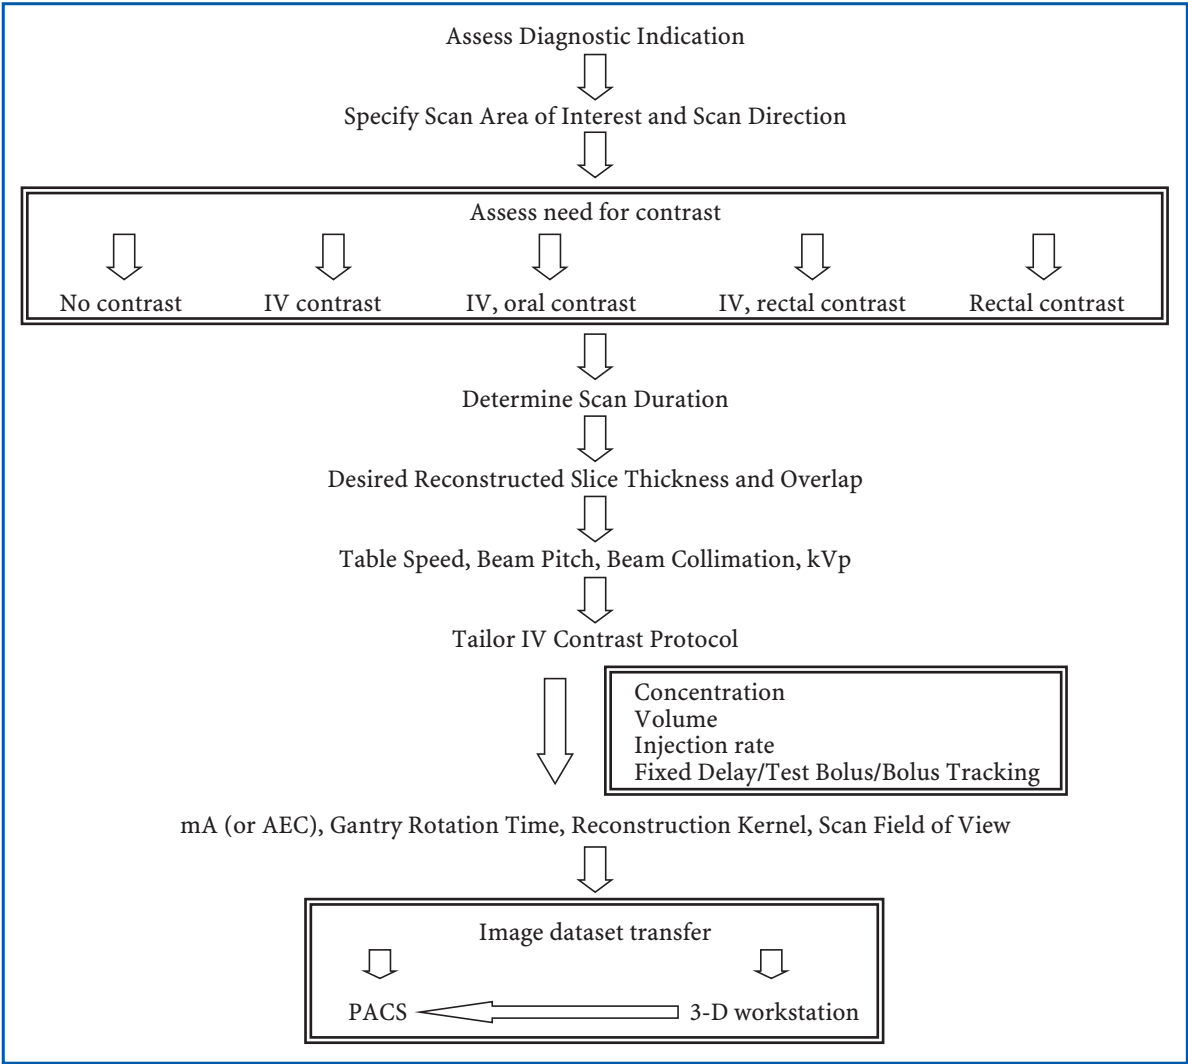 Assess Diagnostic Indication
Specify Scan Area of Interest and Scan Direction
Assess need for contrast
No contrast
IV contrast
IV, oral contrast
IV, rectal contrast
Rectal contrast
Determine Scan Duration
Desired Reconstructed Slice Thickness and Overlap
Table Speed, Beam Pitch, Beam Collimation, kVp
Tailor IV Contrast Protocol
Concentration
Volume
Injection rate
Fixed Delay/Test Bolus/Bolus Tracking
mA (or AEC), Gantry Rotation Time, Reconstruction Kernel, Scan Field of View
Image dataset transfer
PACS
3-D workstation